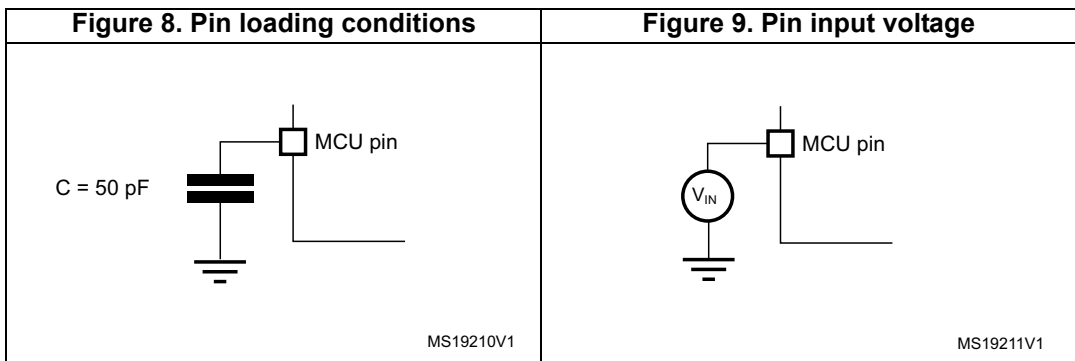 Figure 8. Pin loading conditions
Figure 9. Pin input voltage
MCU pin
C = 50 pF
MS19210V1
MCU pin
VIN
MS19211V1